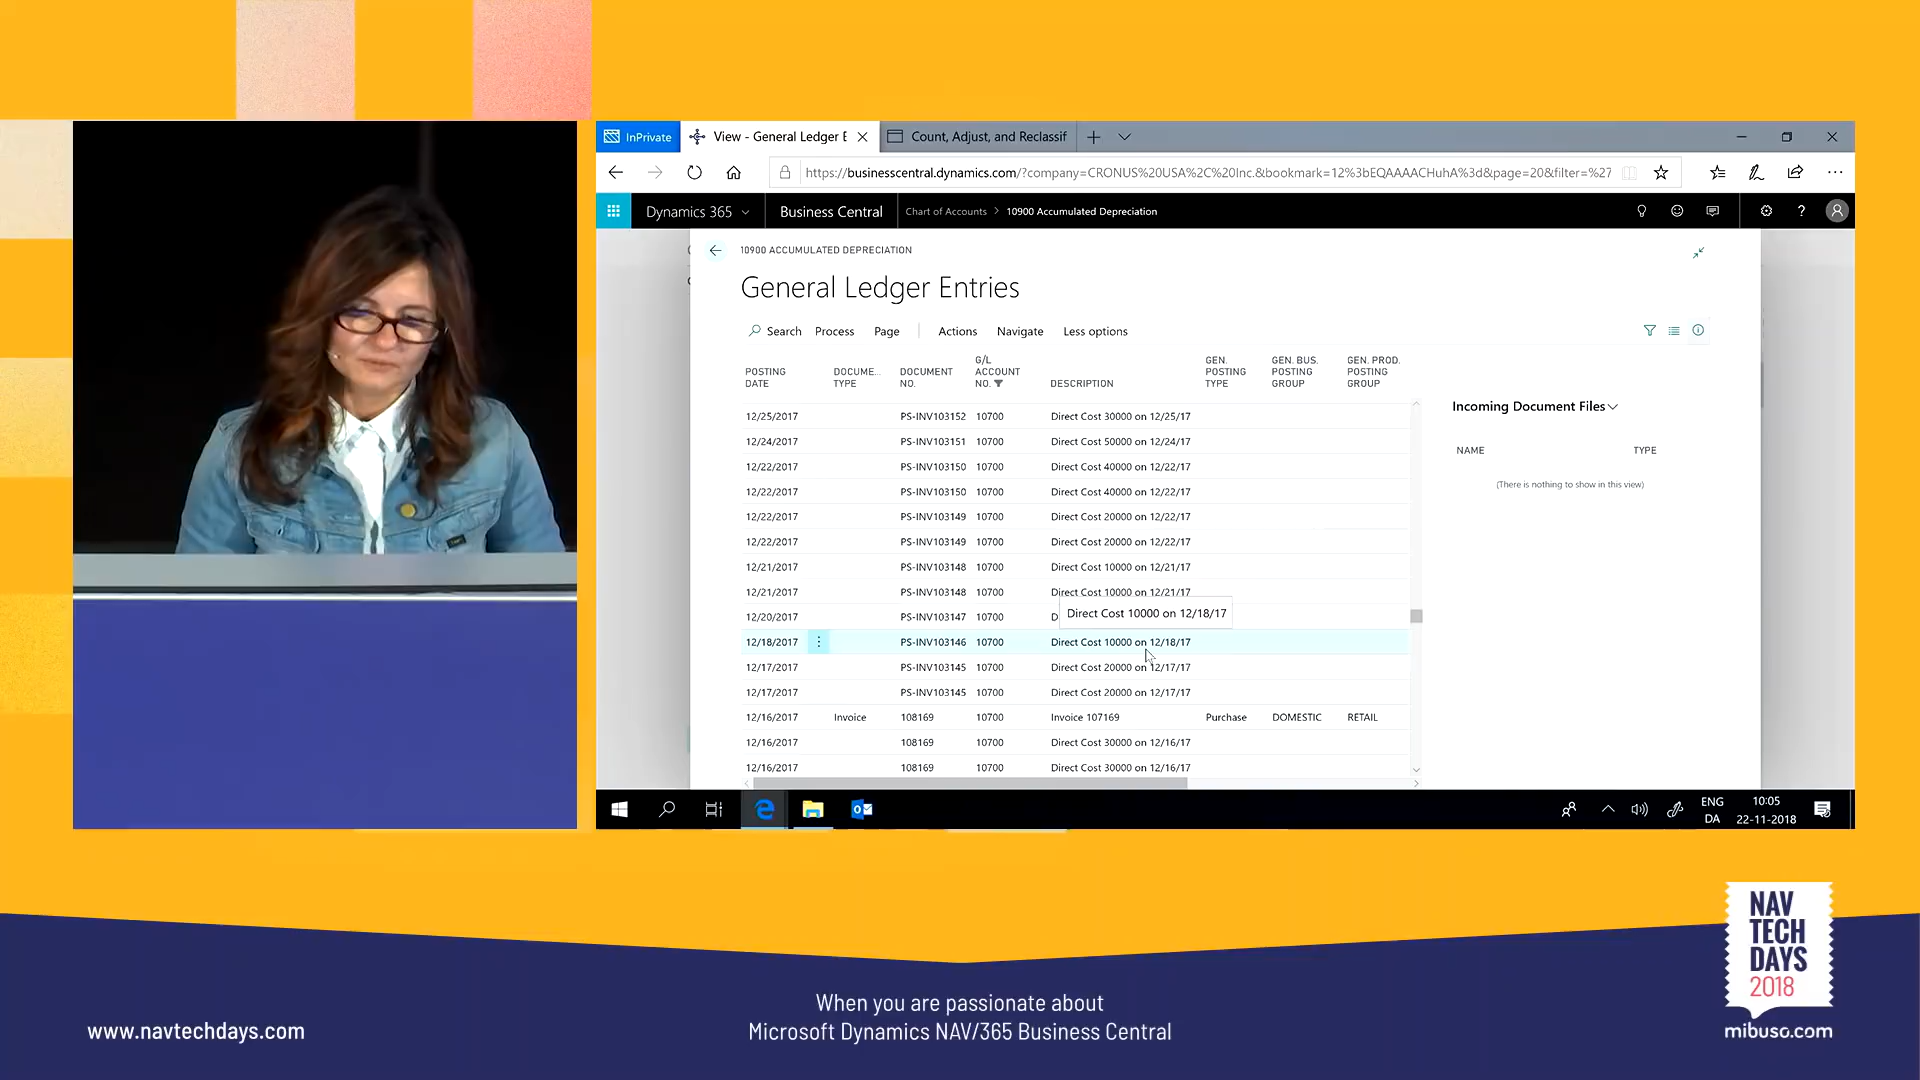 InPrivate
View - General Ledger E
Count, Adjust, and Reclassif
https://businesscentral.dynamics.com/?company=CRONUS%20USA%2C%20Inc.&bookmark=12%3bEQAAAACHuhA%3d&page=20&filter=%27
Dynamics 365
Business Central
Chart of Accounts > 10900 Accumulated Depreciation
10900 ACCUMULATED DEPRECIATION
General Ledger Entries
Search Process Page Actions Navigate Less options
POSTING DATE DOCUME... TYPE DOCUMENT NO. G/L ACCOUNT NO. DESCRIPTION GEN. POSTING TYPE GEN. BUS. POSTING GROUP GEN. PROD. POSTING GROUP
12/25/2017 PS-INV103152 10700 Direct Cost 30000 on 12/25/17
12/24/2017 PS-INV103151 10700 Direct Cost 50000 on 12/24/17
12/22/2017 PS-INV103150 10700 Direct Cost 40000 on 12/22/17
12/22/2017 PS-INV103150 10700 Direct Cost 40000 on 12/22/17
12/22/2017 PS-INV103149 10700 Direct Cost 20000 on 12/22/17
12/22/2017 PS-INV103149 10700 Direct Cost 20000 on 12/22/17
12/21/2017 PS-INV103148 10700 Direct Cost 10000 on 12/21/17
12/21/2017 PS-INV103148 10700 Direct Cost 10000 on 12/21/17
Direct Cost 10000 on 12/18/17
12/20/2017 PS-INV103147 10700 D
12/18/2017 PS-INV103146 10700 Direct Cost 10000 on 12/18/17
12/17/2017 PS-INV103145 10700 Direct Cost 20000 on 12/17/17
12/17/2017 PS-INV103145 10700 Direct Cost 20000 on 12/17/17
12/16/2017 Invoice 108169 10700 Invoice 107169 Purchase DOMESTIC RETAIL
12/16/2017 108169 10700 Direct Cost 30000 on 12/16/17
12/16/2017 108169 10700 Direct Cost 30000 on 12/16/17
Incoming Document Files
NAME TYPE
(There is nothing to show in this view)
ENG
DA
10:05
22-11-2018
NAV
TECH
DAYS
2018
mibuso.com
www.navtechdays.com
When you are passionate about
Microsoft Dynamics NAV/365 Business Central